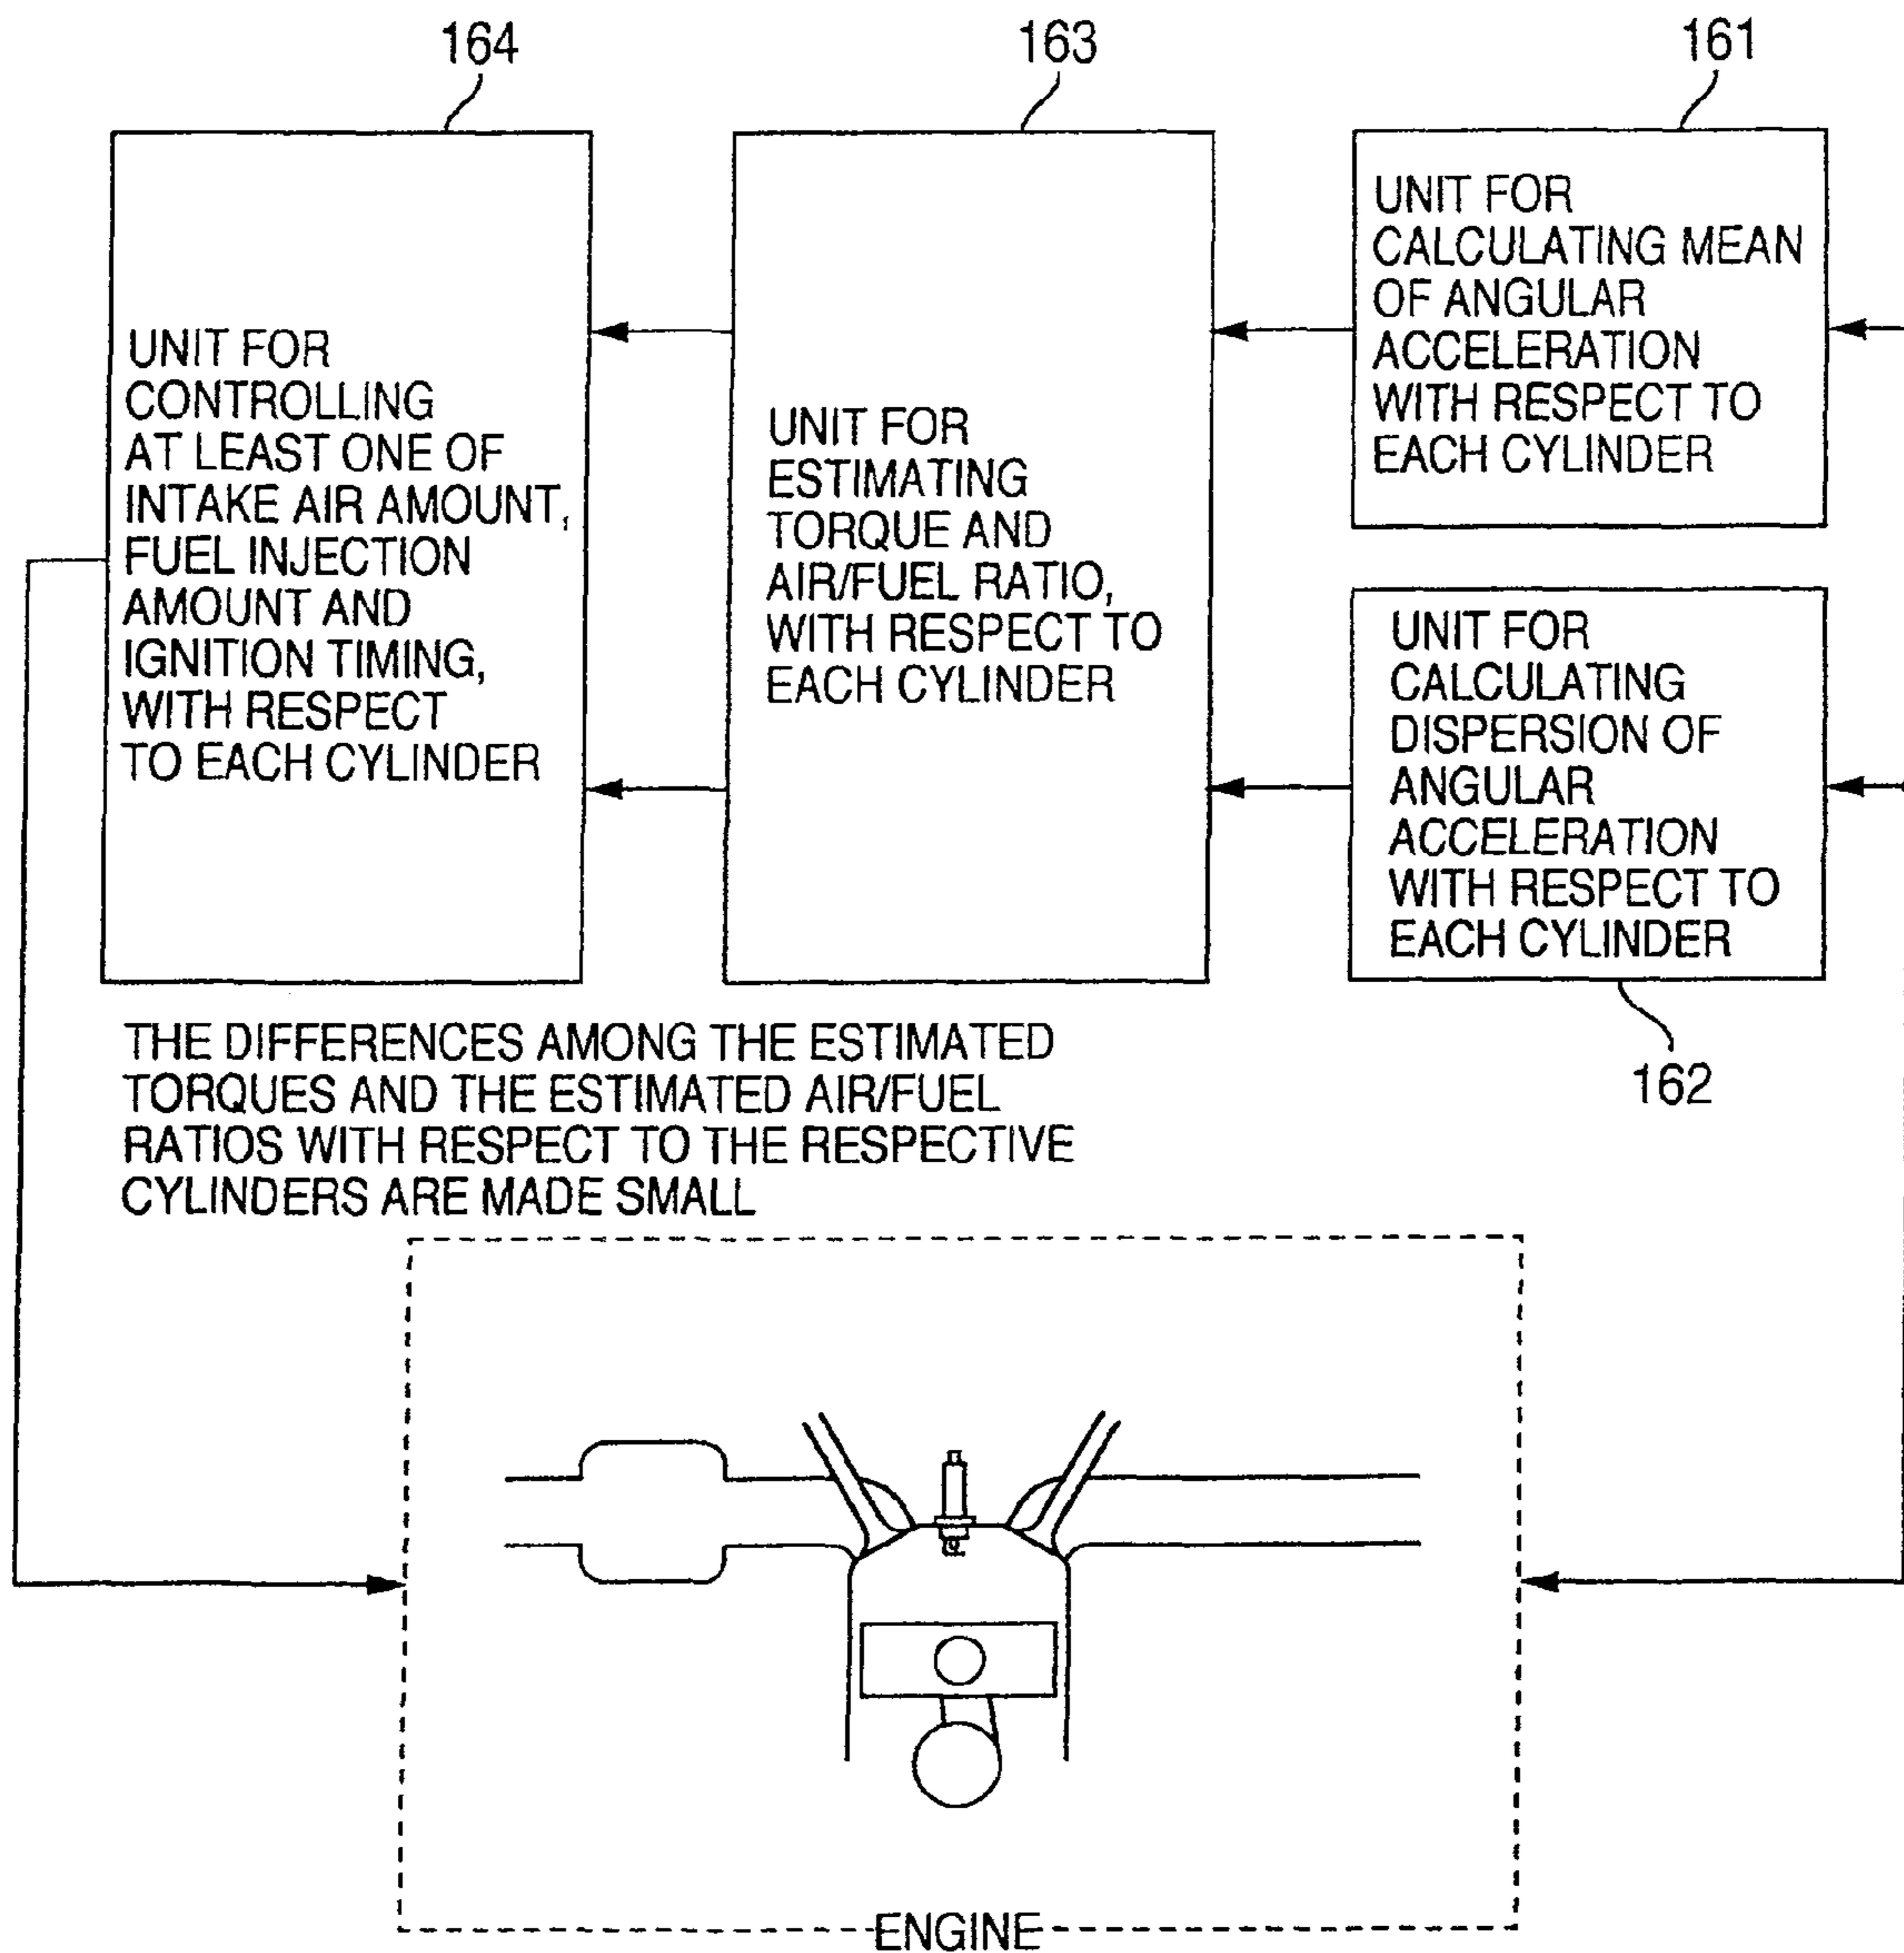 164
163
161
UNIT FOR
CONTROLLING
AT LEAST ONE OF
INTAKE AIR AMOUNT,
FUEL INJECTION
AMOUNT AND
IGNITION TIMING,
WITH RESPECT
TO EACH CYLINDER
UNIT FOR
ESTIMATING
TORQUE AND
AIR/FUEL RATIO,
WITH RESPECT TO
EACH CYLINDER
UNIT FOR
CALCULATING MEAN
OF ANGULAR
ACCELERATION
WITH RESPECT TO
EACH CYLINDER
UNIT FOR
CALCULATING
DISPERSION OF
ANGULAR
ACCELERATION
WITH RESPECT TO
EACH CYLINDER
162
THE DIFFERENCES AMONG THE ESTIMATED
TORQUES AND THE ESTIMATED AIR/FUEL
RATIOS WITH RESPECT TO THE RESPECTIVE
CYLINDERS ARE MADE SMALL
ENGINE